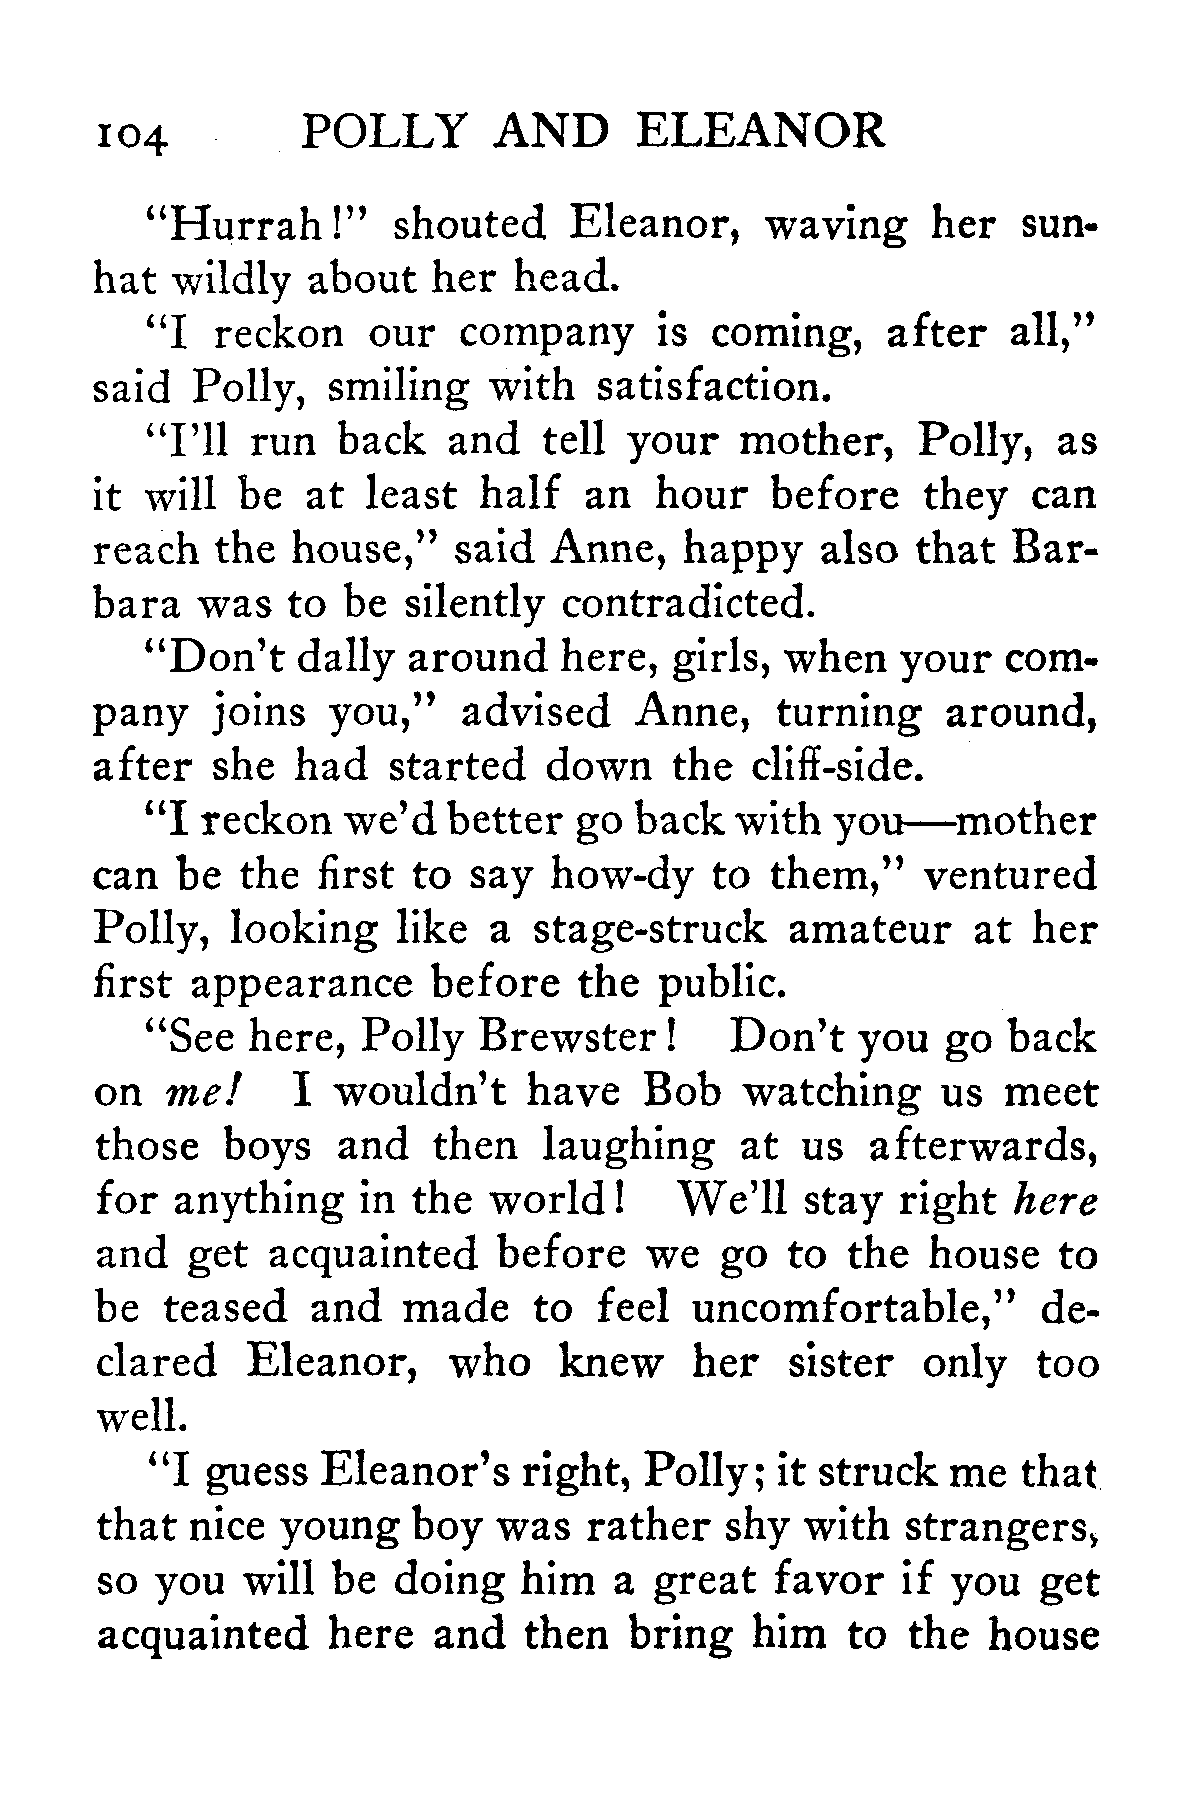 104 POLLY AND ELEANOR
“Hurrah!” shouted Eleanor, waving her sun-
hat wildly about her head.
“I reckon our company is coming, after all,”
said Polly, smiling with satisfaction.
“I’ll run back and tell your mother, Polly, as
it will be at least half an hour before they can
reach the house,” said Anne, happy also that Bar-
bara was to be silently contradicted.
“Don’t dally around here, girls, when your com-
pany joins you,” advised Anne, turning around,
after she had started down the cliff-side.
“I reckon we’d better go back with you—mother
can be the first to say how-dy to them,” ventured
Polly, looking like a stage-struck amateur at her
first appearance before the public.
“See here, Polly Brewster! Don’t you go back
on me! I wouldn’t have Bob watching us meet
those boys and then laughing at us afterwards,
for anything in the world! We’ll stay right here
and get acquainted before we go to the house to
be teased and made to feel uncomfortable,” de-
clared Eleanor, who knew her sister only too
well.
“I guess Eleanor’s right, Polly; it struck me that
that nice young boy was rather shy with strangers,
so you will be doing him a great favor if you get
acquainted here and then bring him to the house